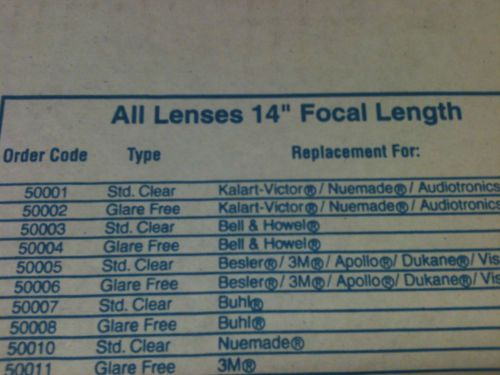 All Lenses 14" Focal Length
Order Code Type Replacement For:
50001 Std. Clear Kalart-Victor® / Nuemade® / Audiotronics
50002 Glare Free Kalart-Victor® / Nuemade® / Audiotronics
50003 Std. Clear Bell & Howel®
50004 Glare Free Bell & Howel®
50005 Std. Clear Besler® / 3M® / Apollo® / Dukane® / Vis
50006 Glare Free Besler® / 3M® / Apollo® / Dukane® / Vis
50007 Std. Clear Buhl®
50008 Glare Free Buhl®
50010 Std. Clear Nuemade®
50011 Glare Free 3M®